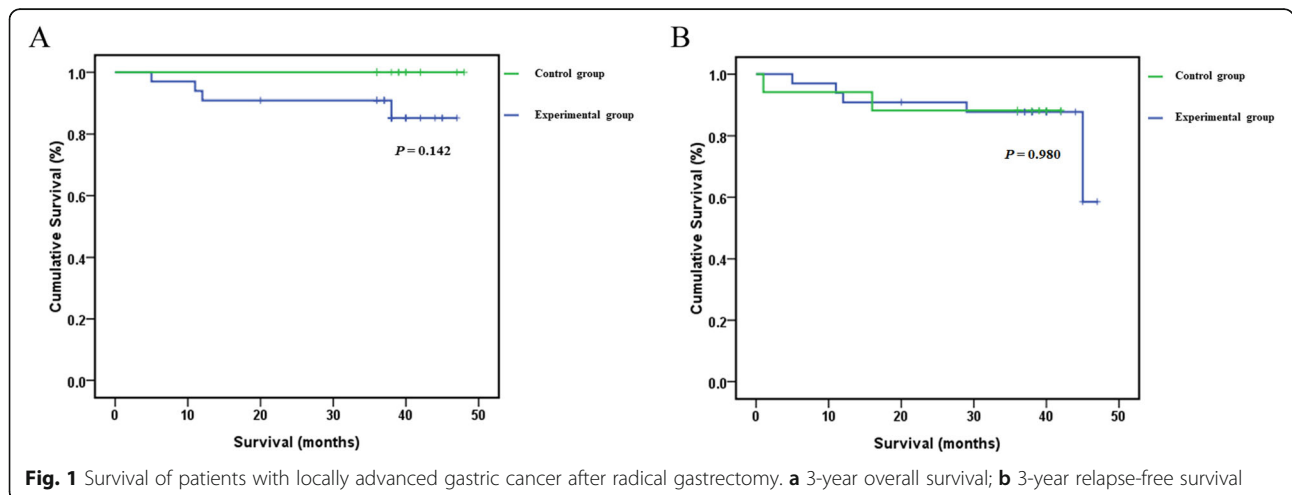 A
Cumulative Survival (%)
1.0
0.8
0.6
0.4
0.2
0.0
0 10 20 30 40 50
Survival (months)
Control group
Experimental group
P = 0.142
B
Cumulative Survival (%)
1.0
0.8
0.6
0.4
0.2
0.0
0 10 20 30 40 50
Survival (months)
Control group
Experimental group
P = 0.980
Fig. 1 Survival of patients with locally advanced gastric cancer after radical gastrectomy. a 3-year overall survival; b 3-year relapse-free survival